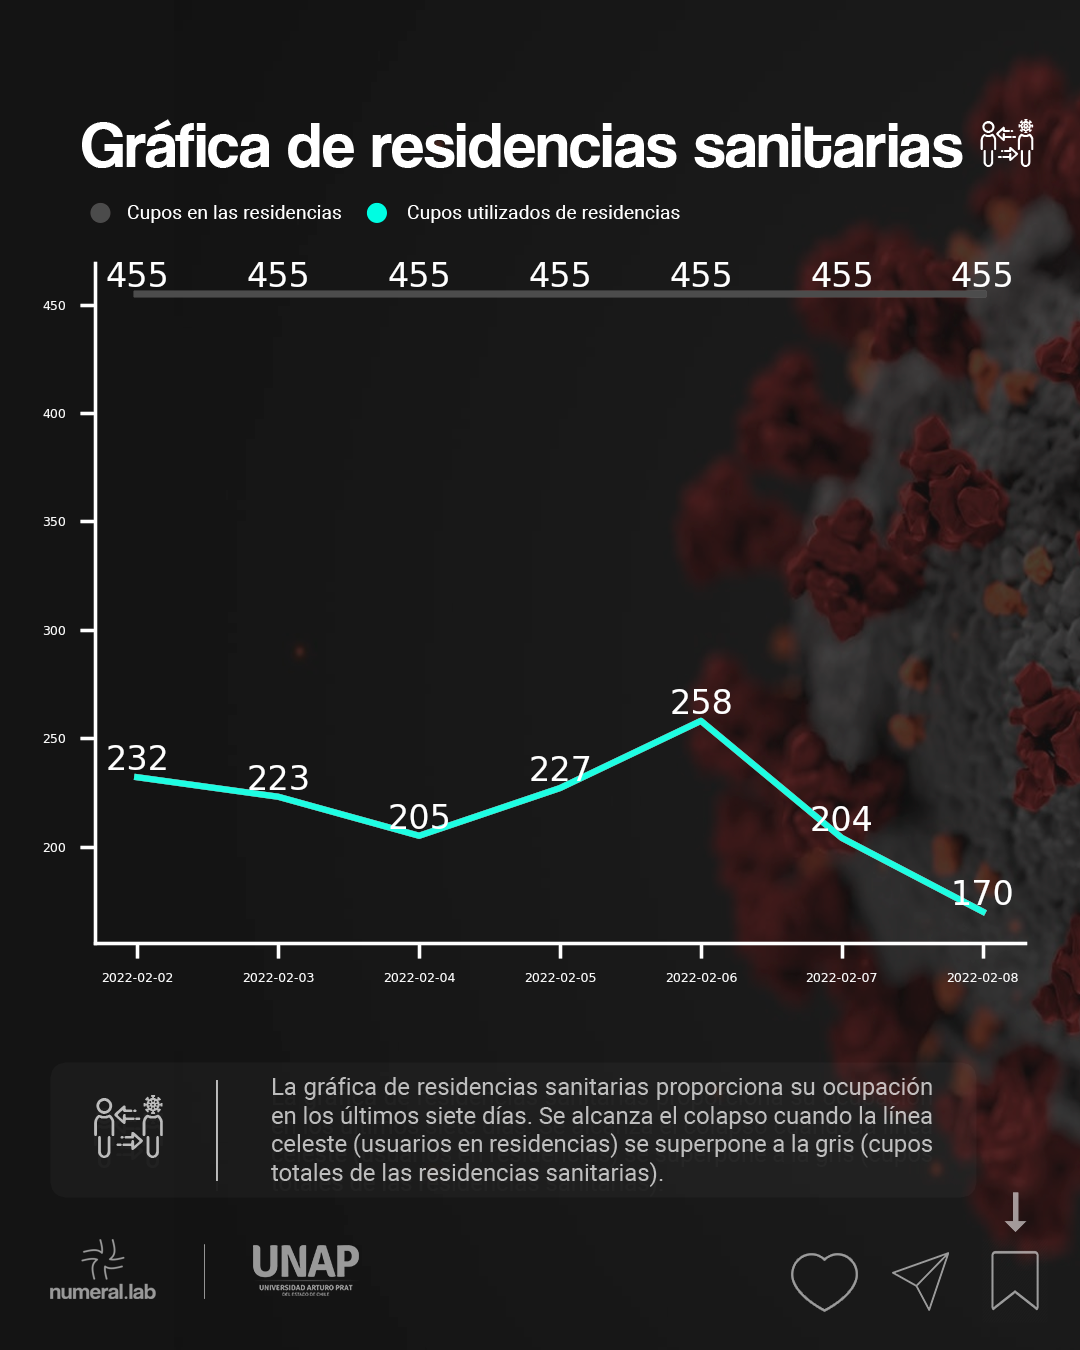 Gráfica de residencias sanitarias
Cupos en las residencias Cupos utilizados de residencias
455 455 455 455 455 455 455
450
400
350
300
250
200
232 223 205 227 258 204 170
2022-02-02 2022-02-03 2022-02-04 2022-02-05 2022-02-06 2022-02-07 2022-02-08
La gráfica de residencias sanitarias proporciona su ocupación
en los últimos siete días. Se alcanza el colapso cuando la línea
celeste (usuarios en residencias) se superpone a la gris (cupos
totales de las residencias sanitarias).
numeral.lab
UNAP
UNIVERSIDAD ARTURO PRAT
DEL ESTADO DE CHILE